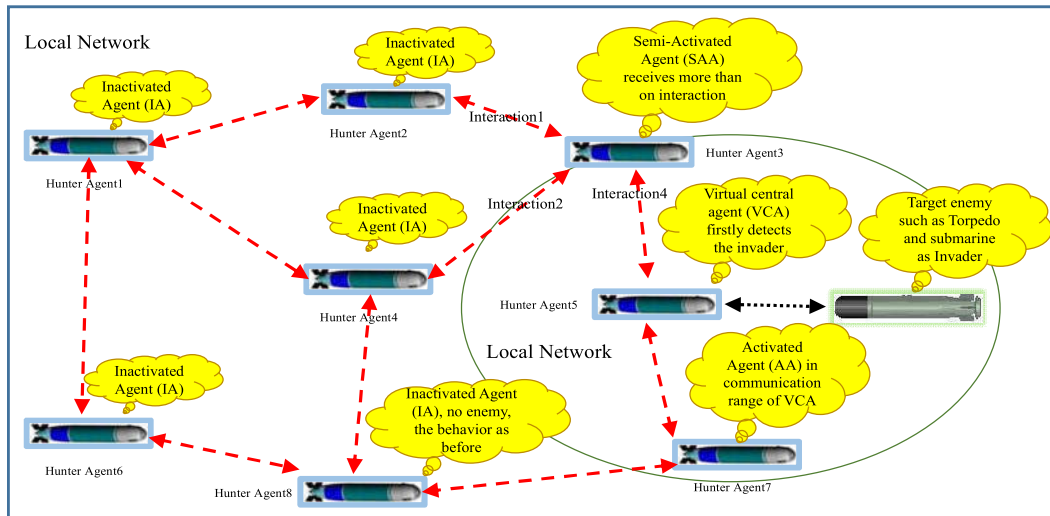 Local Network
Inactivated
Agent (IA)
Hunter Agent1
Inactivated
Agent (IA)
Hunter Agent2
Interaction1
Semi-Activated
Agent (SAA)
receives more than
on interaction
Hunter Agent3
Interaction4
Interaction2
Inactivated
Agent (IA)
Hunter Agent4
Virtual central
agent (VCA)
firstly detects
the invader
Hunter Agent5
Target enemy
such as Torpedo
and submarine
as Invader
Local Network
Inactivated
Agent (IA)
Hunter Agent6
Inactivated Agent
(IA), no enemy,
the behavior as
before
Hunter Agent8
Activated
Agent (AA) in
communication
range of VCA
Hunter Agent7